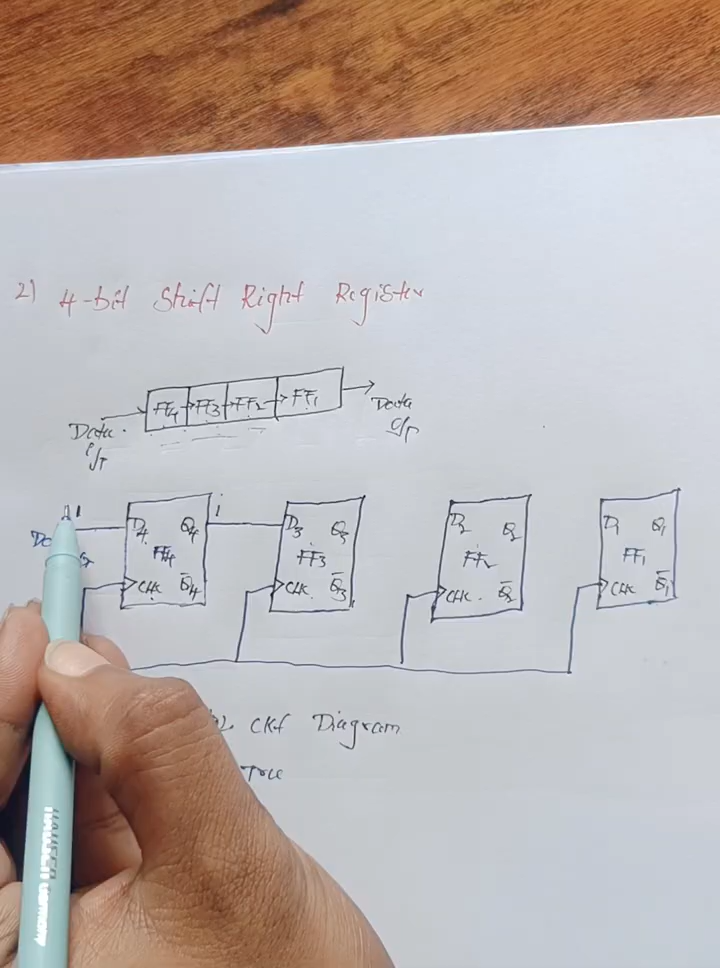 2) 4-bit Shift Right Register
FF4 FF3 FF2 FF1
Data
I/P
Data
O/P
1
D4 Q4
FF4
CLK Q̅4
1
D3 Q3
FF3
CLK Q̅3
D2 Q2
FF2
CLK Q̅2
D1 Q1
FF1
CLK Q̅1
CKt Diagram